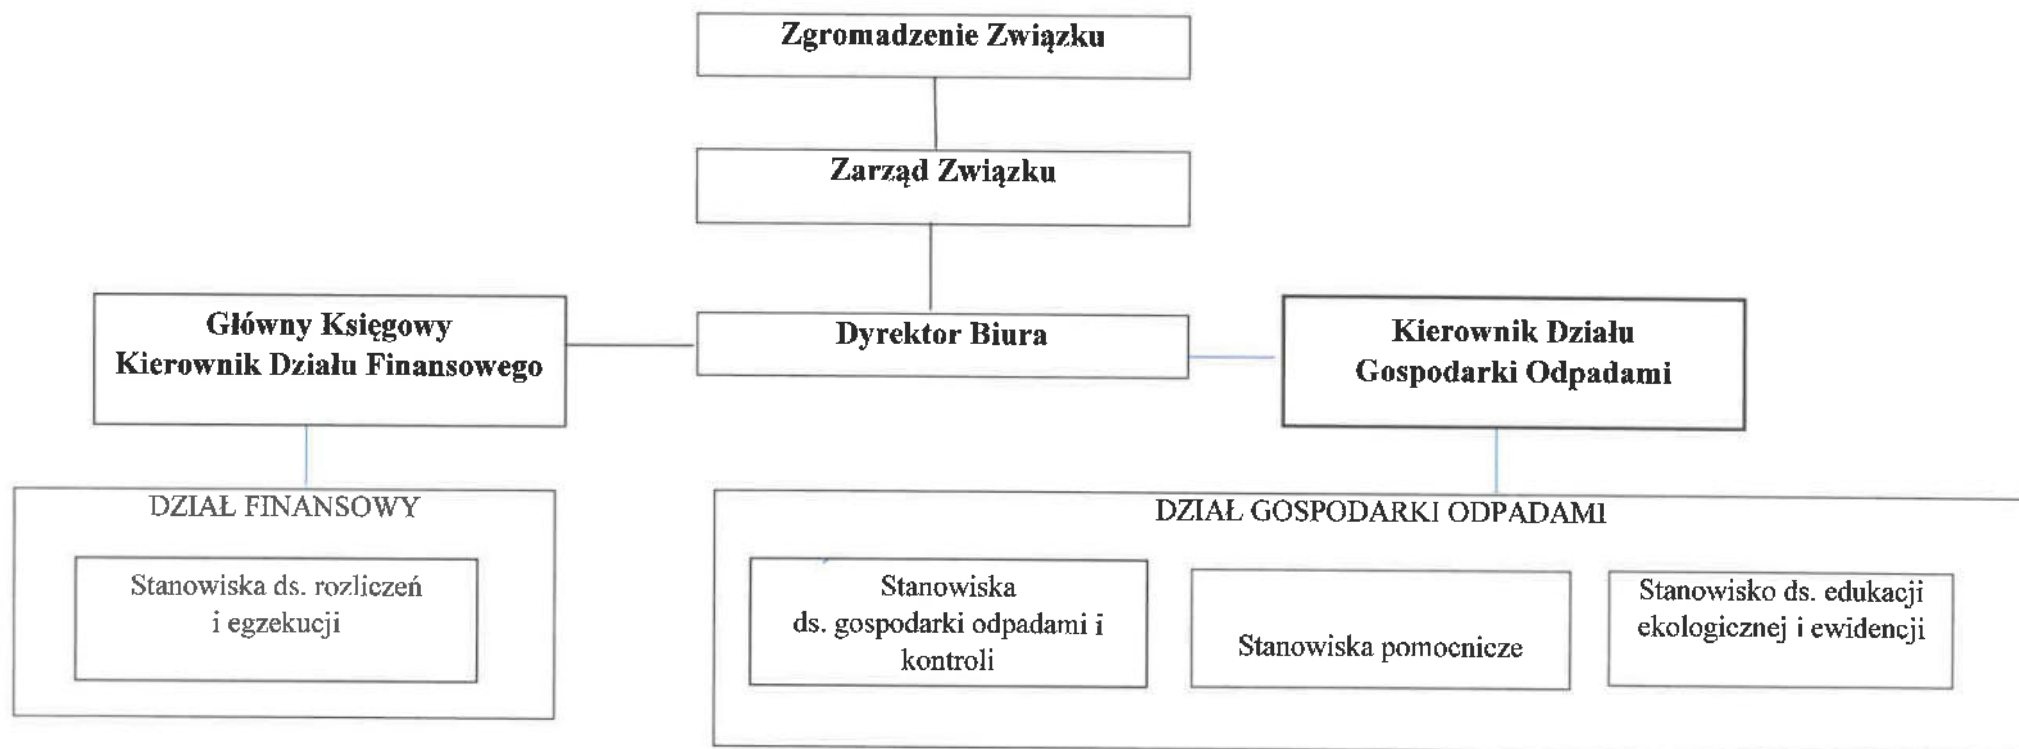 Zgromadzenie Związku
Zarząd Związku
Główny Księgowy
Kierownik Działu Finansowego
Dyrektor Biura
Kierownik Działu
Gospodarki Odpadami
DZIAŁ FINANSOWY
Stanowiska ds. rozliczeń
i egzekucji
DZIAŁ GOSPODARKI ODPADAMI
Stanowiska
ds. gospodarki odpadami i
kontroli
Stanowiska pomocnicze
Stanowisko ds. edukacji
ekologicznej i ewidencji